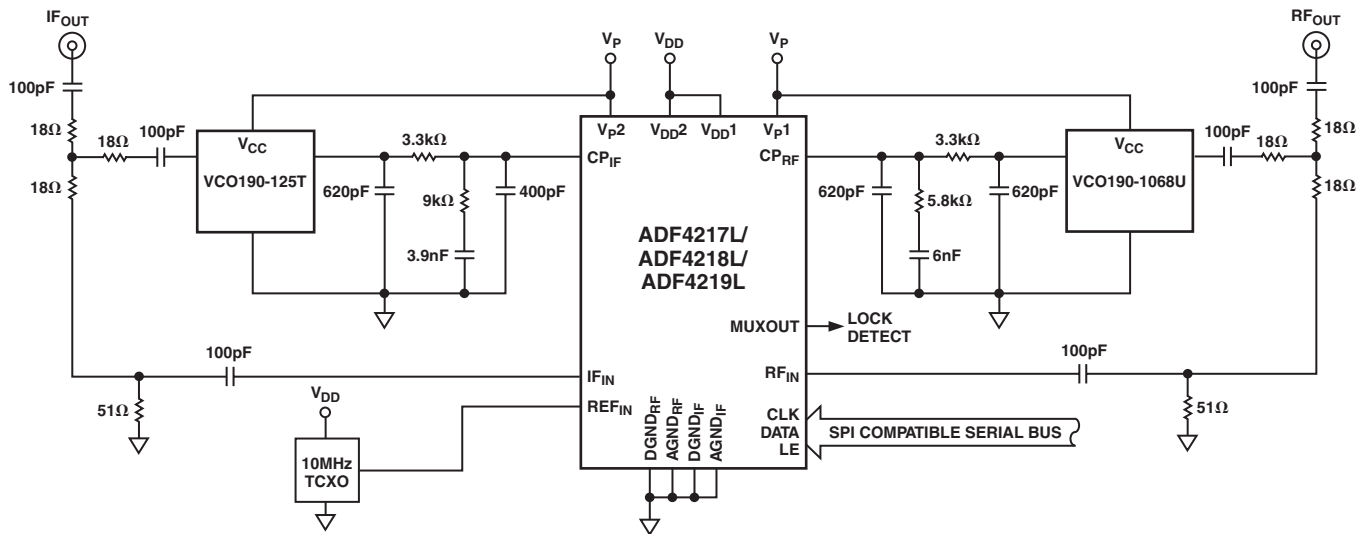 IFOUT
RFOUT
VP
VDD
VP
100pF
100pF
18Ω
18Ω
100pF
18Ω
VCC
VCO190-125T
3.3kΩ
620pF
9kΩ
3.9nF
400pF
VP2
VDD2
VDD1
VP1
CPIF
CPRF
ADF4217L/
ADF4218L/
ADF4219L
620pF
3.3kΩ
5.8kΩ
6nF
620pF
VCC
VCO190-1068U
100pF
18Ω
18Ω
18Ω
MUXOUT
LOCK
DETECT
100pF
51Ω
IFIN
REFIN
RFIN
100pF
51Ω
VDD
10MHz
TCXO
DGNDRF
AGNDRF
DGNDIF
AGNDIF
CLK
DATA
LE
SPI COMPATIBLE SERIAL BUS